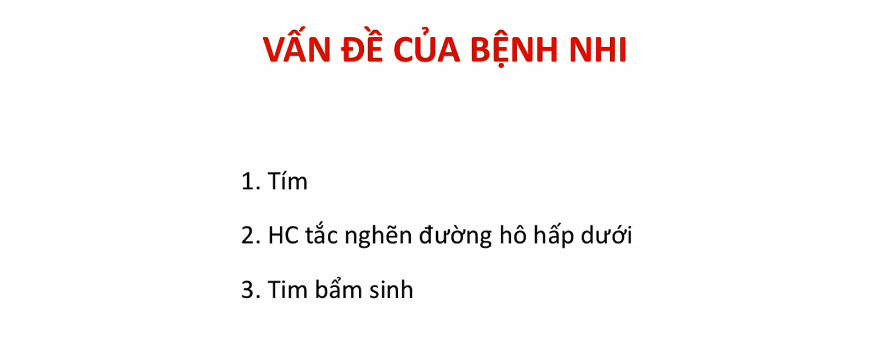 VẤN ĐỀ CỦA BỆNH NHI
1. Tím
2. HC tắc nghẽn đường hô hấp dưới
3. Tim bẩm sinh